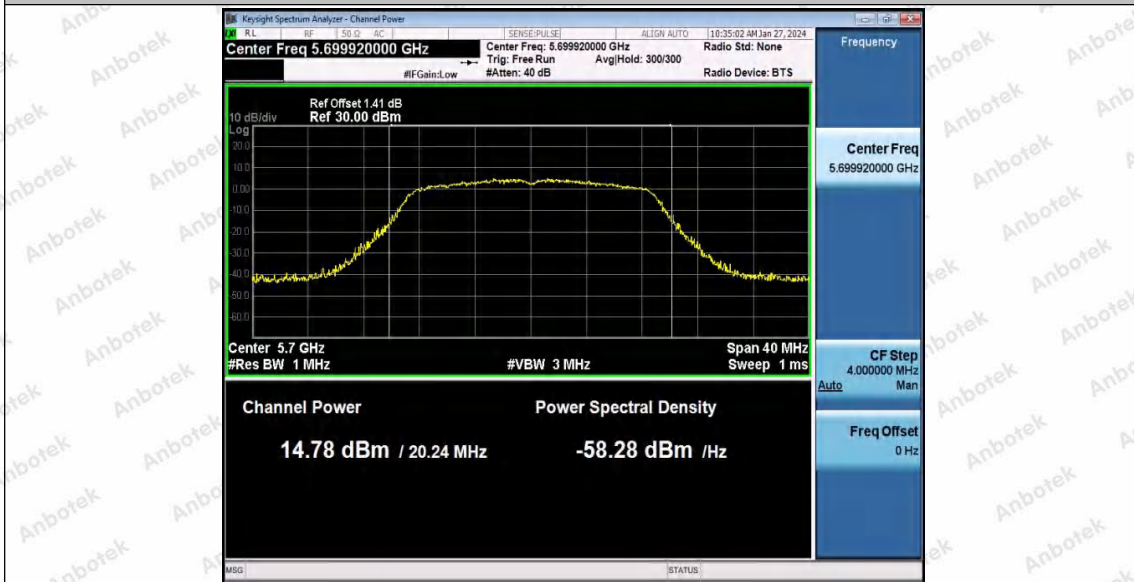 Keysight Spectrum Analyzer - Channel Power
RL RF 50 Ω AC SENSE:PULSE ALIGN AUTO 10:35:02 AM Jan 27, 2024
Center Freq 5.699920000 GHz
Center Freq: 5.699920000 GHz
Radio Std: None
Trig: Free Run Avg|Hold: 300/300
#IFGain:Low
#Atten: 40 dB
Radio Device: BTS
Ref Offset 1.41 dB
10 dB/div Ref 30.00 dBm
Log
20.0
10.0
0.00
-10.0
-20.0
-30.0
-40.0
-50.0
-60.0
Center 5.7 GHz
Span 40 MHz
#Res BW 1 MHz
#VBW 3 MHz
Sweep 1 ms
Channel Power
Power Spectral Density
14.78 dBm / 20.24 MHz
-58.28 dBm /Hz
MSG
STATUS
Frequency
Center Freq
5.699920000 GHz
CF Step
4.000000 MHz
Auto Man
Freq Offset
0 Hz
Anbotek